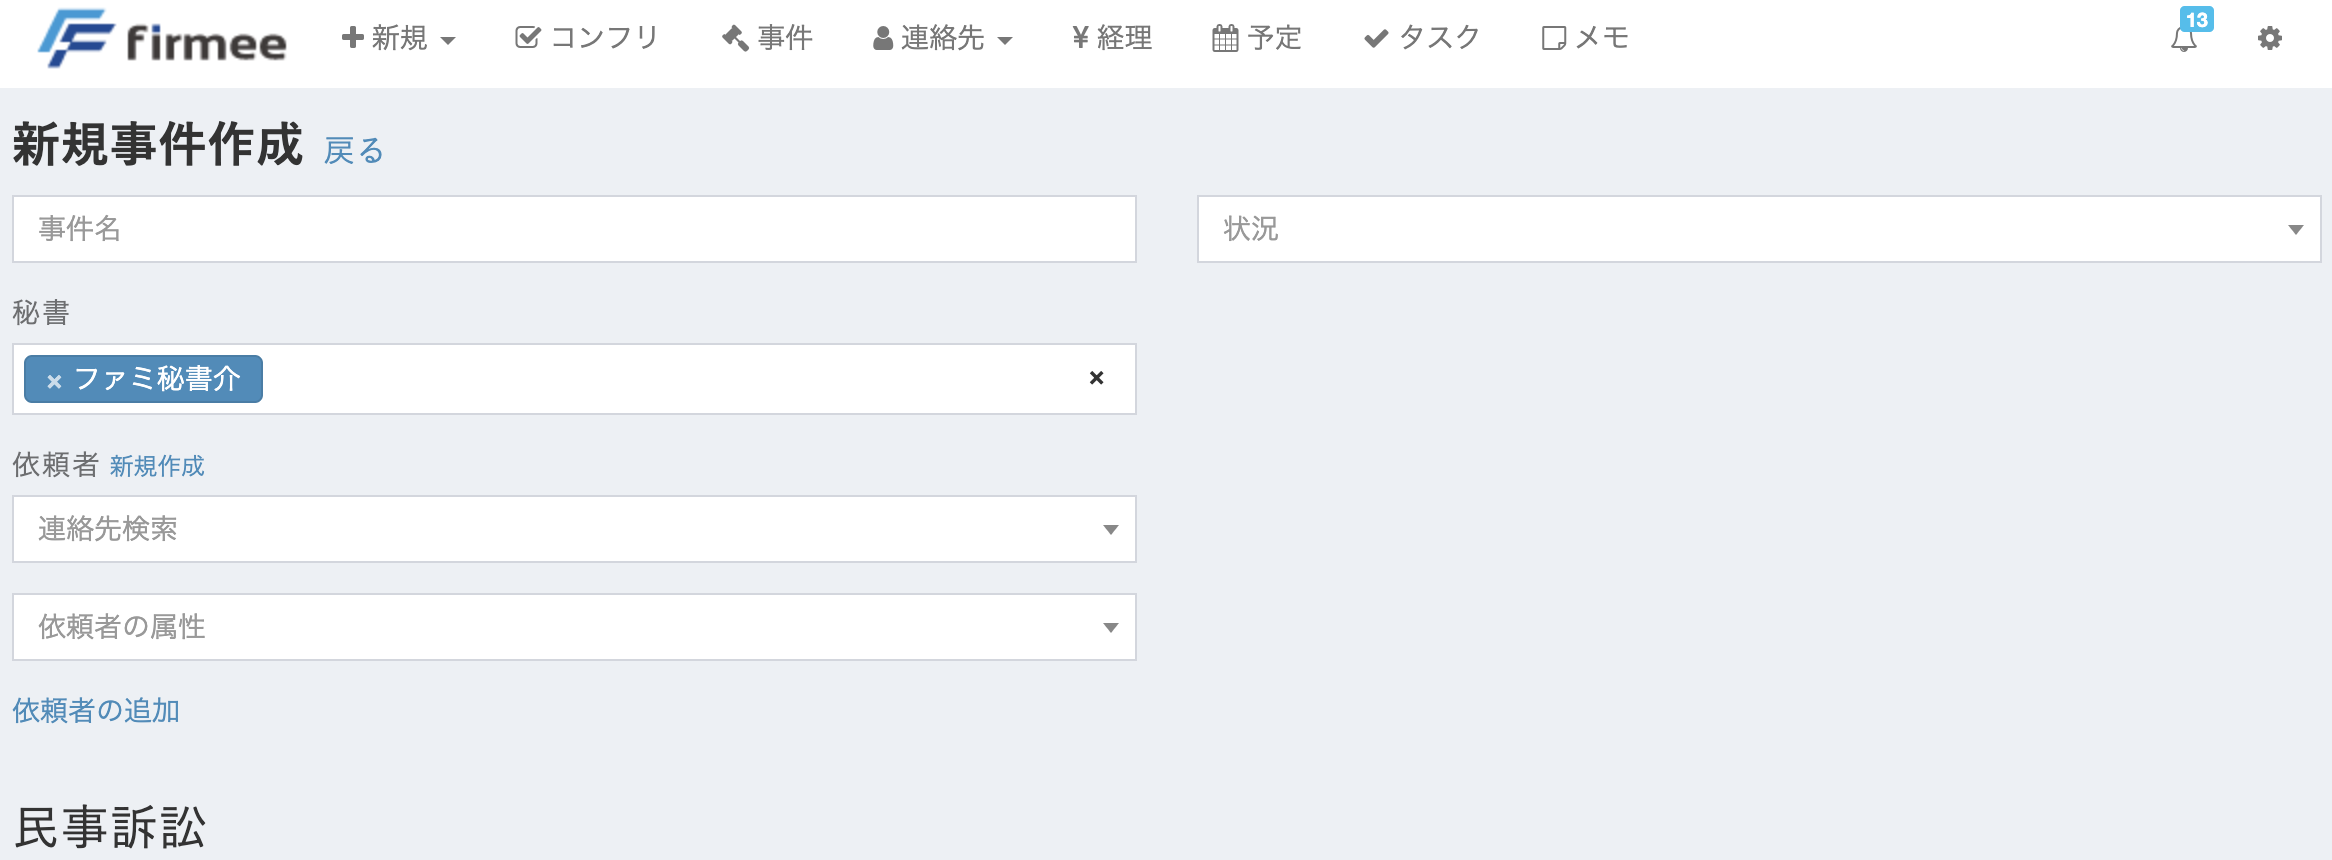 firmee 新規 コンフリ 事件 連絡先 ¥ 経理 予定 タスク メモ 13
新規事件作成 戻る
事件名 状況
秘書
× ファミ秘書介 ×
依頼者 新規作成
連絡先検索
依頼者の属性
依頼者の追加
民事訴訟